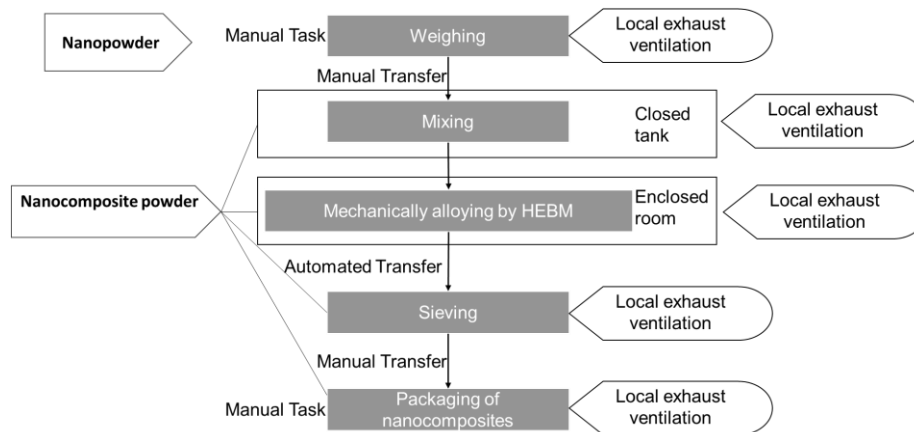 Nanopowder
Manual Task
Weighing
Local exhaust
ventilation
Manual Transfer
Mixing
Closed
tank
Local exhaust
ventilation
Nanocomposite powder
Mechanically alloying by HEBM
Enclosed
room
Local exhaust
ventilation
Automated Transfer
Sieving
Local exhaust
ventilation
Manual Transfer
Manual Task
Packaging of
nanocomposites
Local exhaust
ventilation